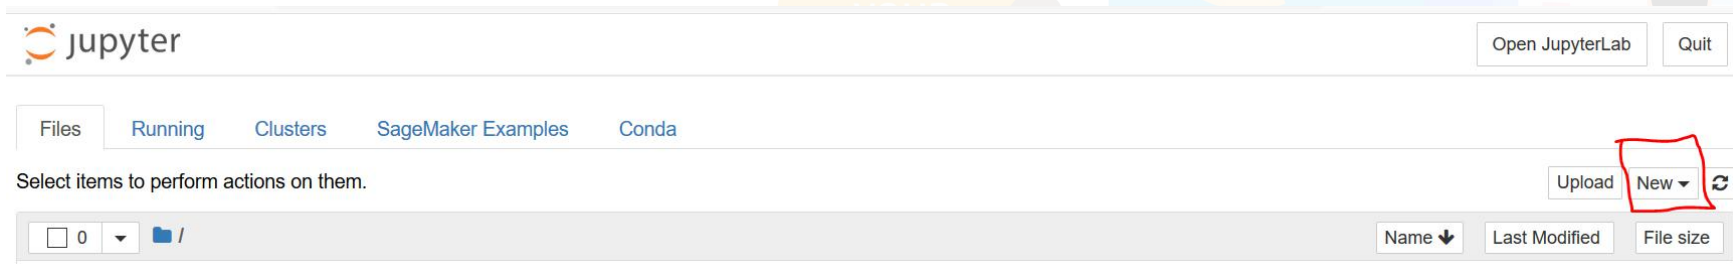 jupyter
Open JupyterLab Quit
Files Running Clusters SageMaker Examples Conda
Select items to perform actions on them.
Upload New
0 /
Name Last Modified File size